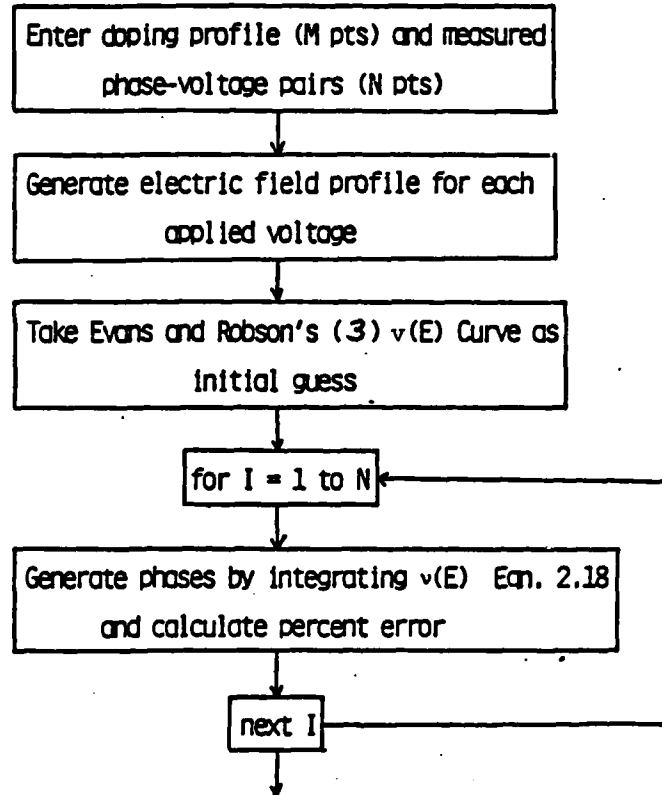 Enter doping profile (M pts) and measured
phase-voltage pairs (N pts)
Generate electric field profile for each
applied voltage
Take Evans and Robson's (3) v(E) Curve as
initial guess
for I = 1 to N
Generate phases by integrating v(E) Eqn. 2.18
and calculate percent error
next I